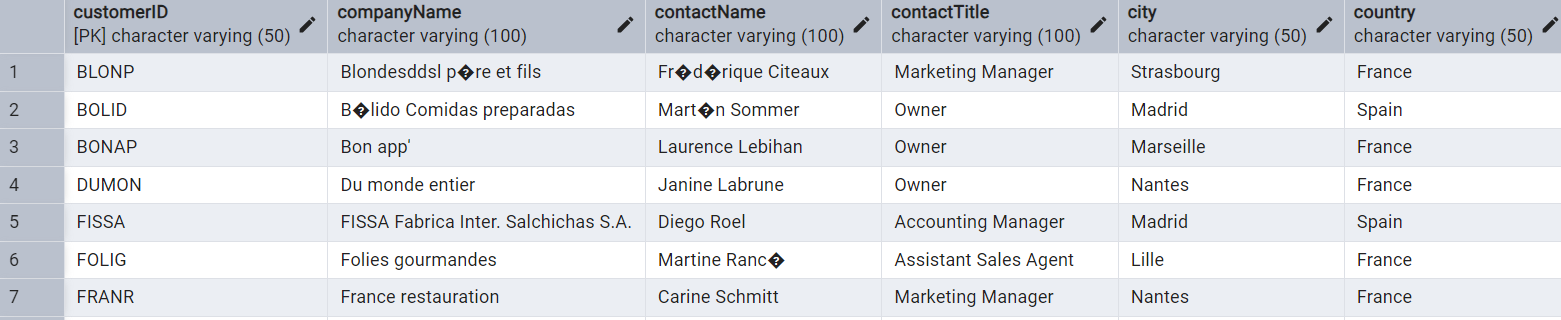 customerID companyName contactName contactTitle city country
[PK] character varying (50) character varying (100) character varying (100) character varying (100) character varying (50) character varying (50)
1 BLONP Blondesddsl p�re et fils Fr�d�rique Citeaux Marketing Manager Strasbourg France
2 BOLID B�lido Comidas preparadas Mart�n Sommer Owner Madrid Spain
3 BONAP Bon app' Laurence Lebihan Owner Marseille France
4 DUMON Du monde entier Janine Labrune Owner Nantes France
5 FISSA FISSA Fabrica Inter. Salchichas S.A. Diego Roel Accounting Manager Madrid Spain
6 FOLIG Folies gourmandes Martine Ranc� Assistant Sales Agent Lille France
7 FRANR France restauration Carine Schmitt Marketing Manager Nantes France